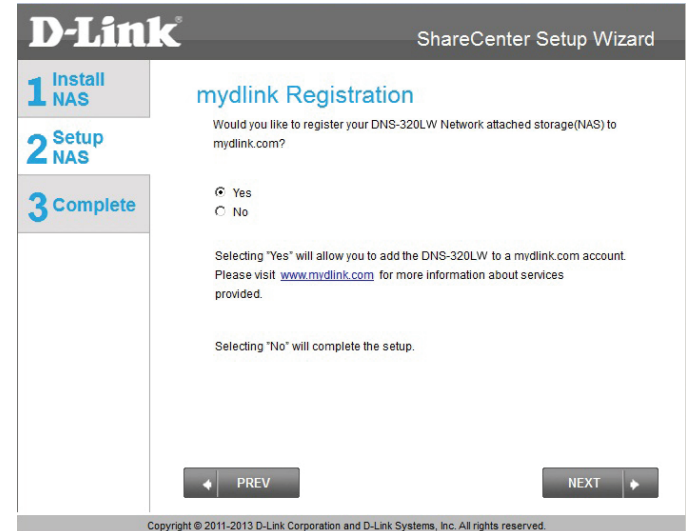 D-Link®
ShareCenter Setup Wizard
1 Install
NAS
2 Setup
NAS
3 Complete
mydlink Registration
Would you like to register your DNS-320LW Network attached storage(NAS) to
mydlink.com?
Yes
No
Selecting "Yes" will allow you to add the DNS-320LW to a mydlink.com account.
Please visit www.mydlink.com for more information about services
provided.
Selecting "No" will complete the setup.
PREV
NEXT
Copyright © 2011-2013 D-Link Corporation and D-Link Systems, Inc. All rights reserved.